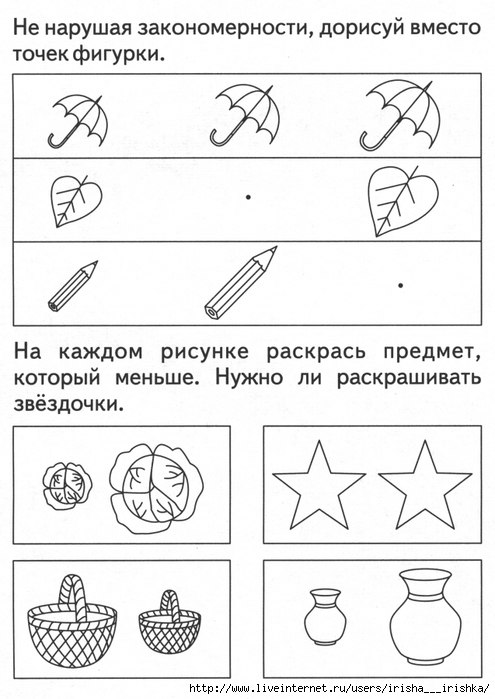 Не нарушая закономерности, дорисуй вместо
точек фигурки.
На каждом рисунке раскрась предмет,
который меньше. Нужно ли раскрашивать
звёздочки.
http://www.liveinternet.ru/users/irisha___irishka/